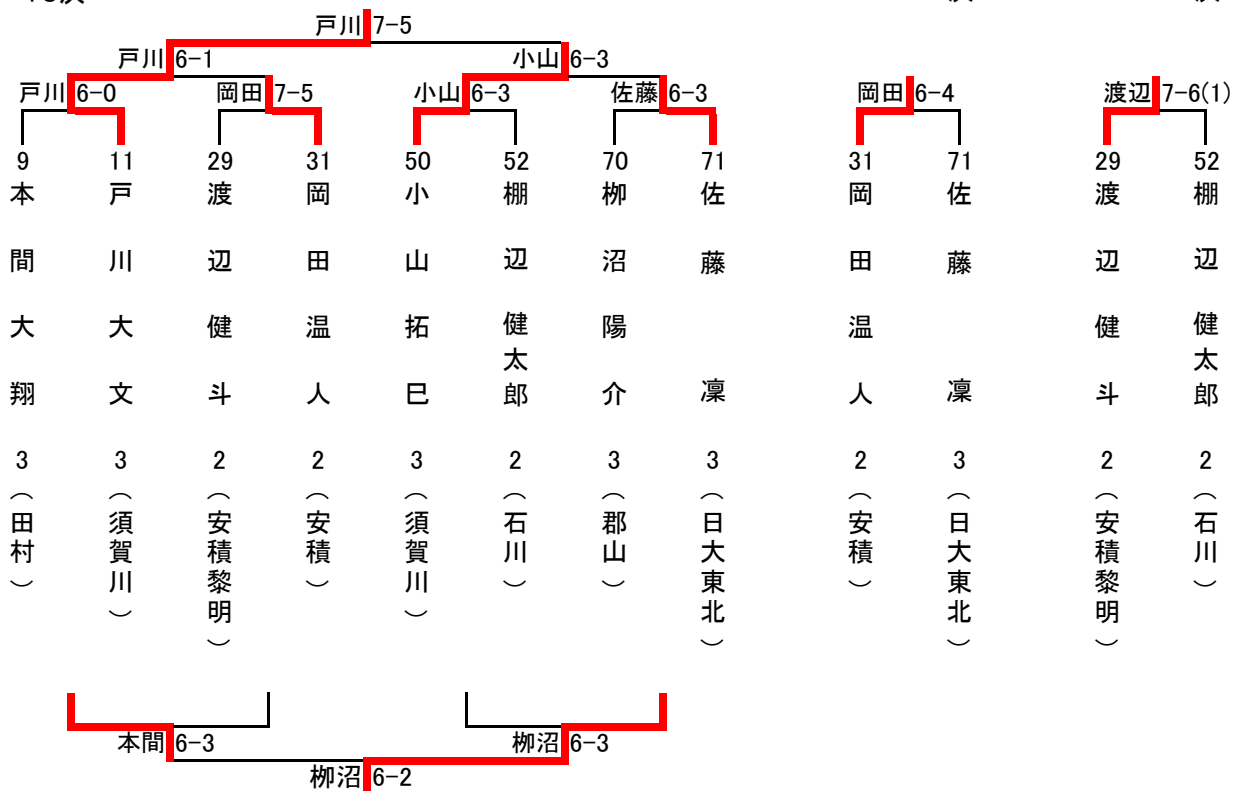 戸川 7-5
戸川 6-1 小山 6-3
戸川 6-0 岡田 7-5 小山 6-3 佐藤 6-3 岡田 6-4 渡辺 7-6(1)
9 11 29 31 50 52 70 71 31 71 29 52
本間大翔 3 (田村)
戸川大文 3 (須賀川)
渡辺健斗 2 (安積黎明)
岡田温人 2 (安積)
小山拓巳 3 (須賀川)
棚辺健太郎 2 (石川)
柳沼陽介 3 (郡山)
佐藤凜 3 (日大東北)
岡田温人 2 (安積)
佐藤凜 3 (日大東北)
渡辺健斗 2 (安積黎明)
棚辺健太郎 2 (石川)
本間 6-3 柳沼 6-3
柳沼 6-2